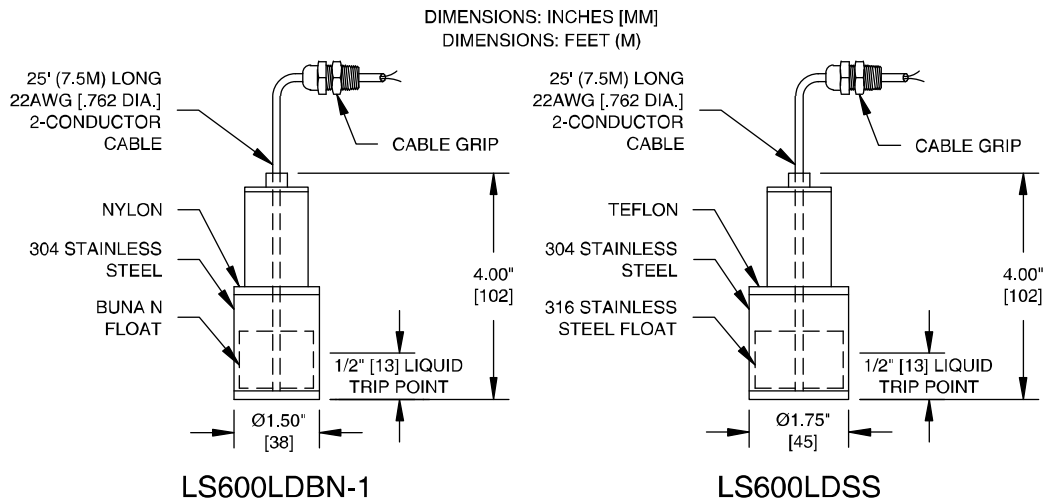 DIMENSIONS: INCHES [MM]
DIMENSIONS: FEET (M)
25' (7.5M) LONG
22AWG [.762 DIA.]
2-CONDUCTOR
CABLE
CABLE GRIP
NYLON
304 STAINLESS
STEEL
BUNA N
FLOAT
4.00"
[102]
1/2" [13] LIQUID
TRIP POINT
Ø1.50"
[38]
LS600LDBN-1
25' (7.5M) LONG
22AWG [.762 DIA.]
2-CONDUCTOR
CABLE
CABLE GRIP
TEFLON
304 STAINLESS
STEEL
316 STAINLESS
STEEL FLOAT
4.00"
[102]
1/2" [13] LIQUID
TRIP POINT
Ø1.75"
[45]
LS600LDSS